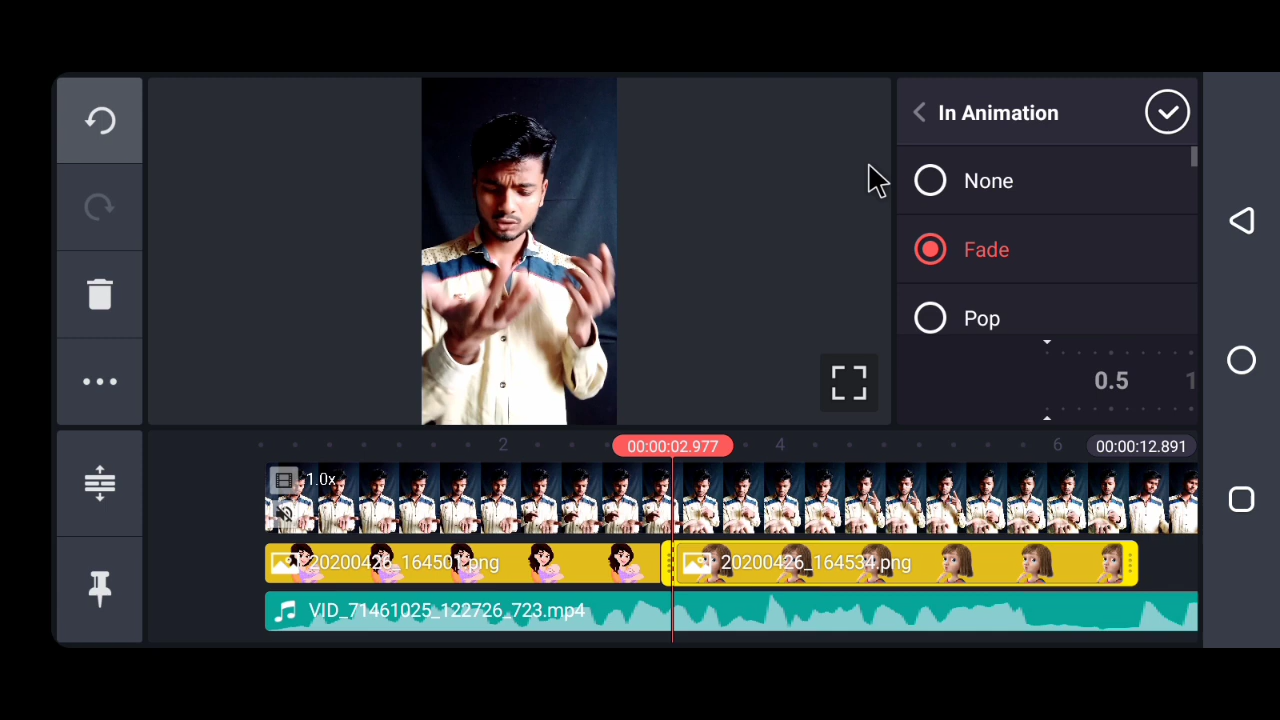 In Animation
None
Fade
Pop
0.5 1
2 00:00:02.977 4 6 00:00:12.891
1.0x
20200426_164501.png 20200426_164534.png
VID_71461025_122726_723.mp4